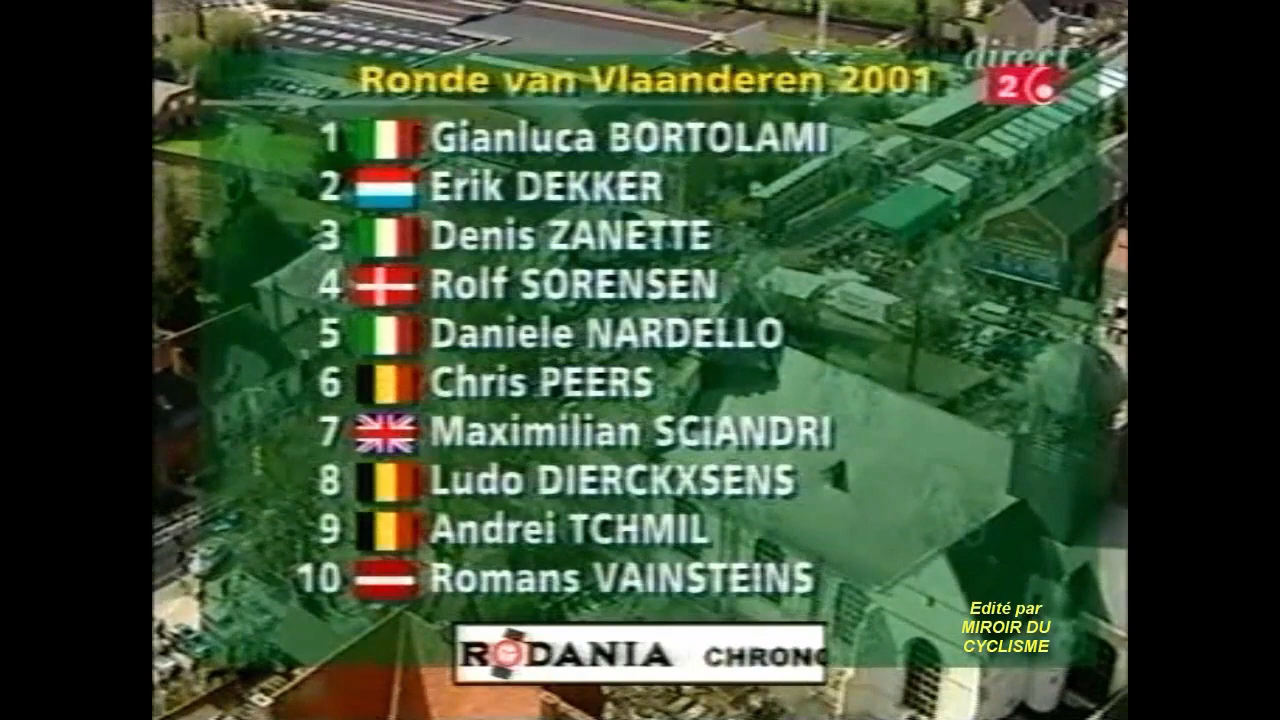 direct
Ronde van Vlaanderen 2001
2
1 Gianluca BORTOLAMI
2 Erik DEKKER
3 Denis ZANETTE
4 Rolf SORENSEN
5 Daniele NARDELLO
6 Chris PEERS
7 Maximilian SCIANDRI
8 Ludo DIERCKXSENS
9 Andrei TCHMIL
10 Romans VAINSTEINS
Edité par
MIROIR DU
CYCLISME
RODANIA CHRONO